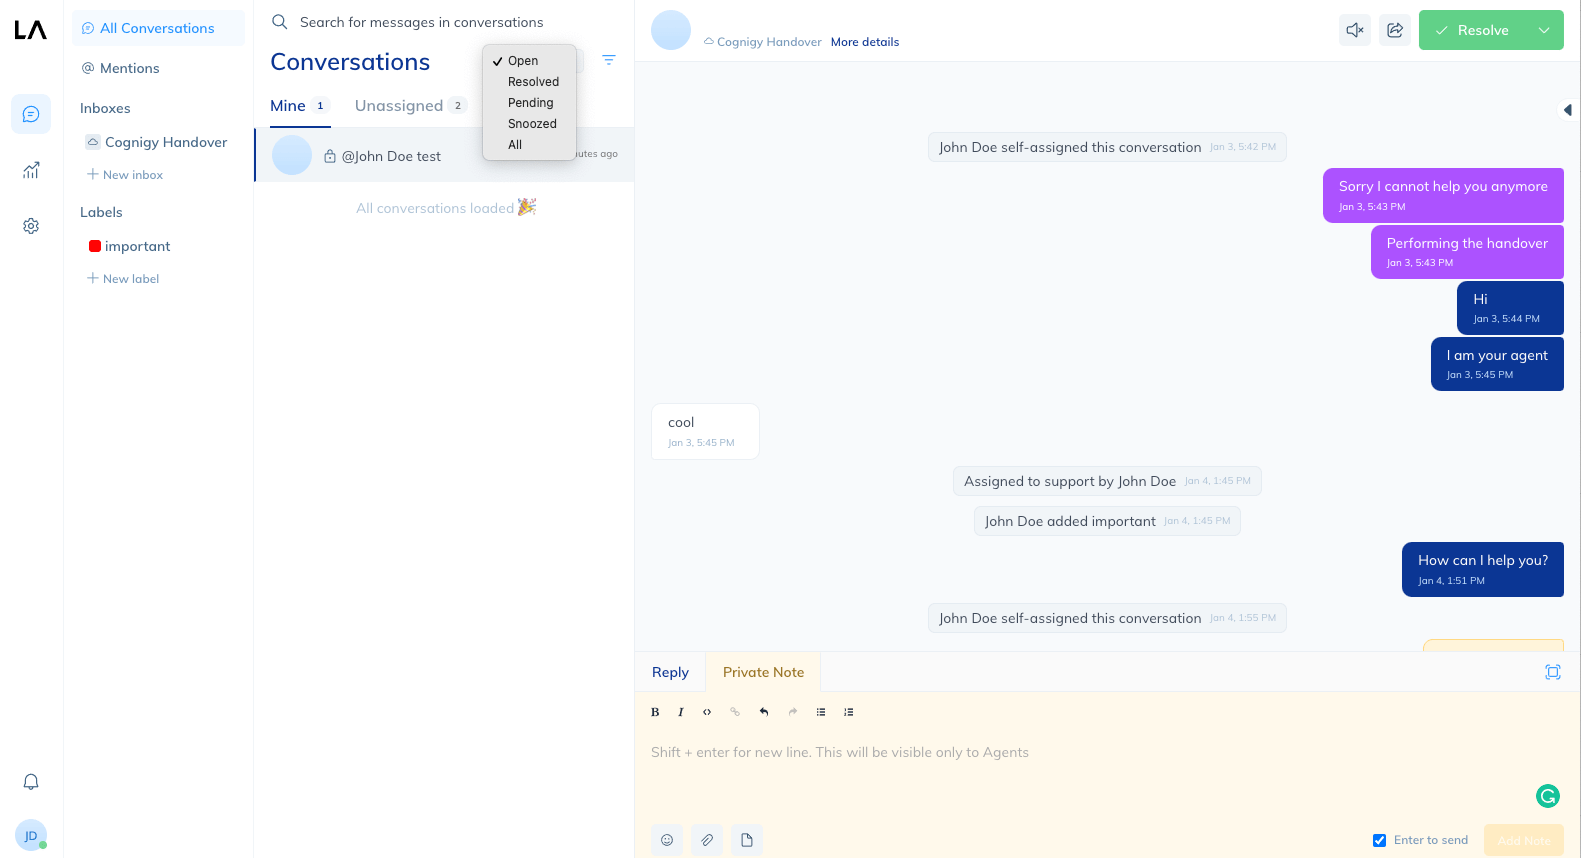 LA
All Conversations
Mentions
Inboxes
Cognigy Handover
New inbox
Labels
important
New label
JD
Search for messages in conversations
Conversations
Open
Resolved
Pending
Snoozed
All
Mine 1 Unassigned 2
@John Doe test
utes ago
All conversations loaded 🎉
Cognigy Handover More details
Resolve
John Doe self-assigned this conversation Jan 3, 5:42 PM
Sorry I cannot help you anymore
Jan 3, 5:43 PM
Performing the handover
Jan 3, 5:43 PM
Hi
Jan 3, 5:44 PM
I am your agent
Jan 3, 5:45 PM
cool
Jan 3, 5:45 PM
Assigned to support by John Doe Jan 4, 1:45 PM
John Doe added important Jan 4, 1:45 PM
How can I help you?
Jan 4, 1:51 PM
John Doe self-assigned this conversation Jan 4, 1:55 PM
Reply Private Note
B I
Shift + enter for new line. This will be visible only to Agents
Enter to send Add Note